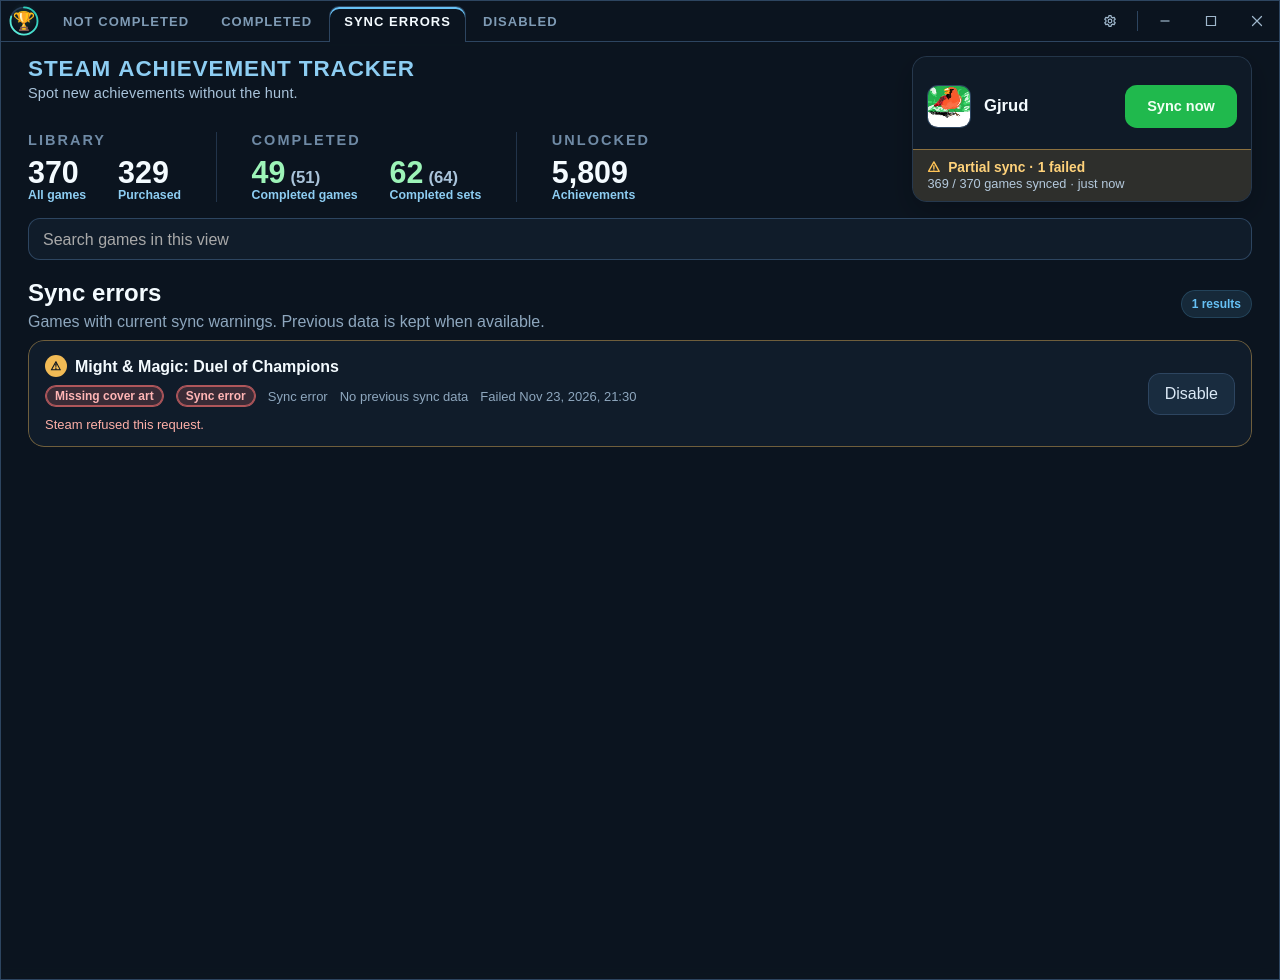 NOT COMPLETED COMPLETED SYNC ERRORS DISABLED
STEAM ACHIEVEMENT TRACKER
Spot new achievements without the hunt.
Gjrud
Sync now
Partial sync · 1 failed
369 / 370 games synced · just now
LIBRARY
370 329
All games Purchased
COMPLETED
49 (51) 62 (64)
Completed games Completed sets
UNLOCKED
5,809
Achievements
Search games in this view
Sync errors
Games with current sync warnings. Previous data is kept when available.
1 results
Might & Magic: Duel of Champions
Missing cover art Sync error Sync error No previous sync data Failed Nov 23, 2026, 21:30
Steam refused this request.
Disable